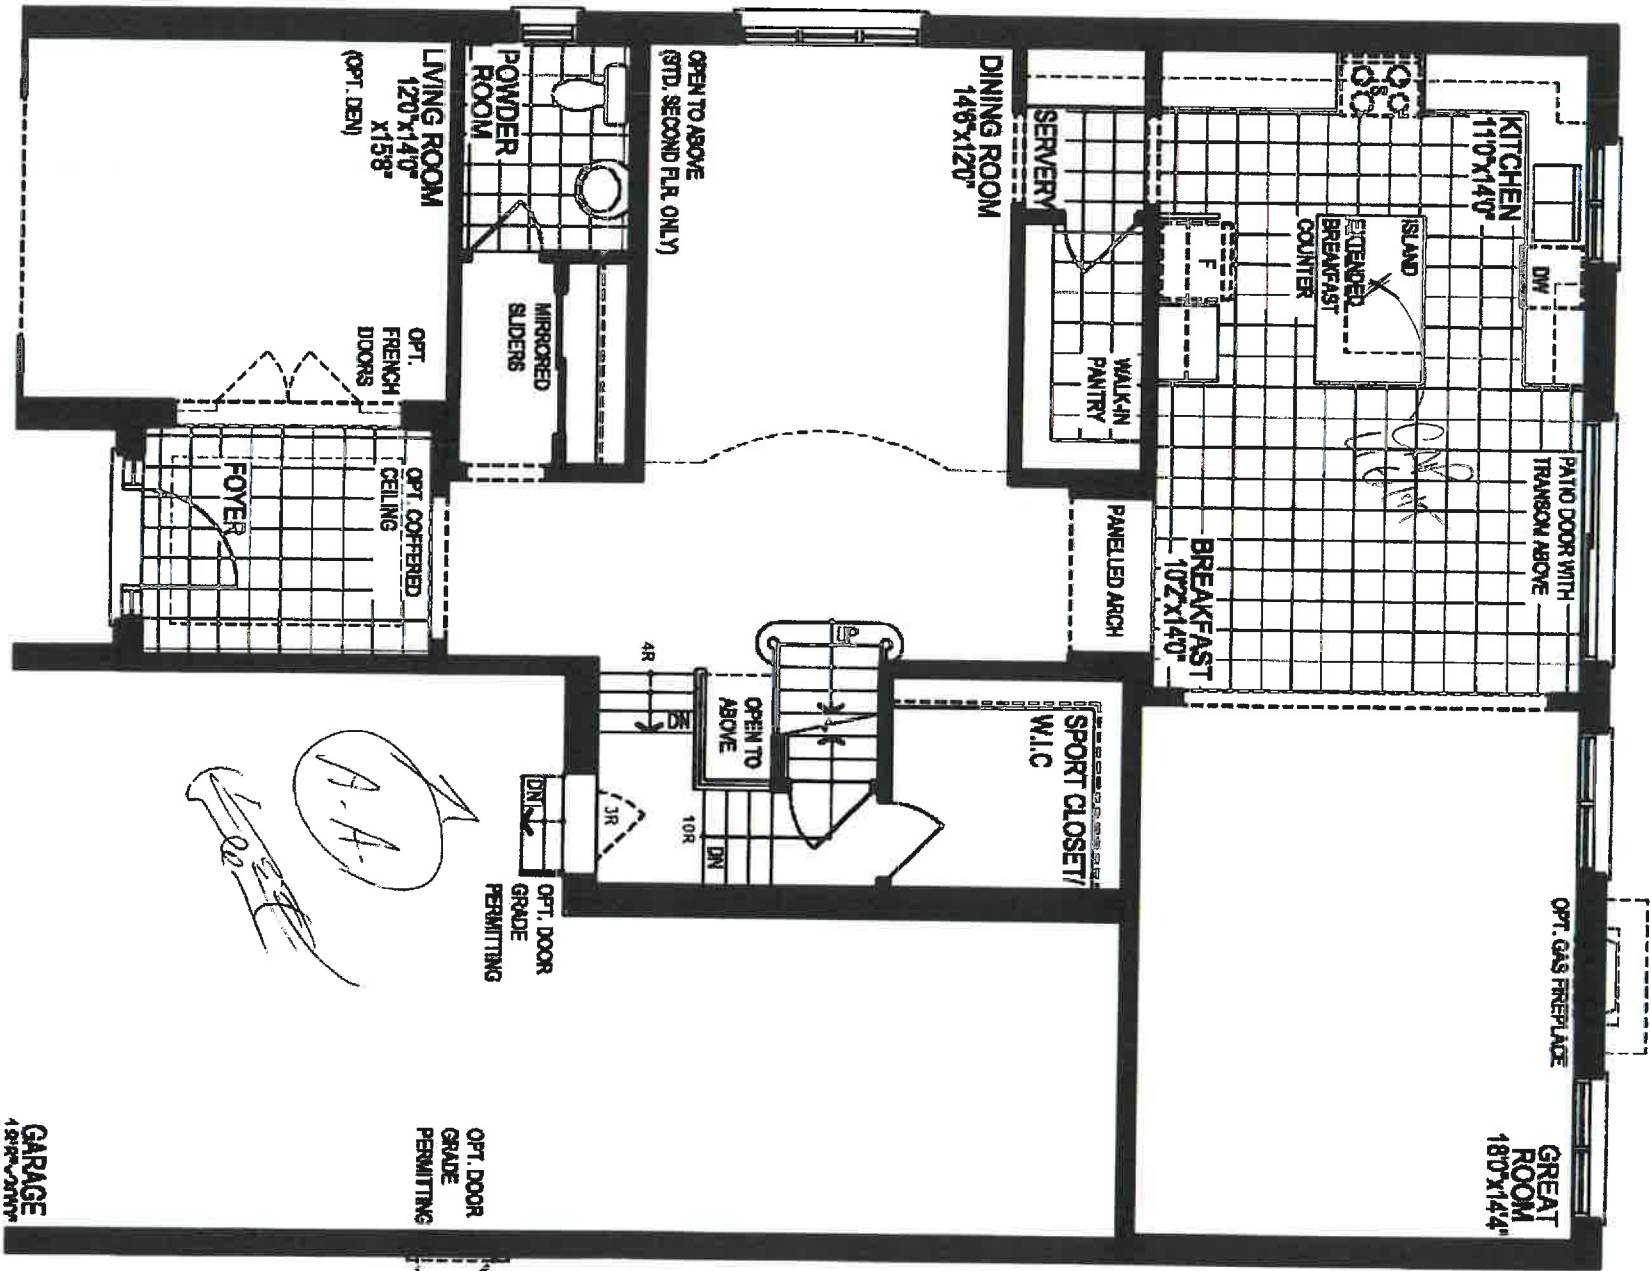 KITCHEN
11'0"x14'0"
ISLAND
EXTENDED
BREAKFAST
COUNTER
DW
F
PATIO DOOR WITH
TRANSOM ABOVE
BREAKFAST
10'2"x14'0"
OPT. GAS FIREPLACE
GREAT
ROOM
18'0"x14'4"
SERVERY
WALK-IN
PANTRY
PANELED ARCH
SPORT CLOSET/
W.I.C
DINING ROOM
14'6"x12'0"
OPEN TO ABOVE
(STD. SECOND FLR ONLY)
UP
OPEN TO
ABOVE
4R
DN
10R
DN
3R
DN
POWDER
ROOM
MIRRORED
SLIDERS
OPT. DOOR
GRADE
PERMITTING
LIVING ROOM
12'0"x14'0"
x15'8"
(OPT. DEN)
OPT.
FRENCH
DOORS
OPT. COFFERED
CEILING
FOYER
A.A.
OPT. DOOR
GRADE
PERMITTING
GARAGE